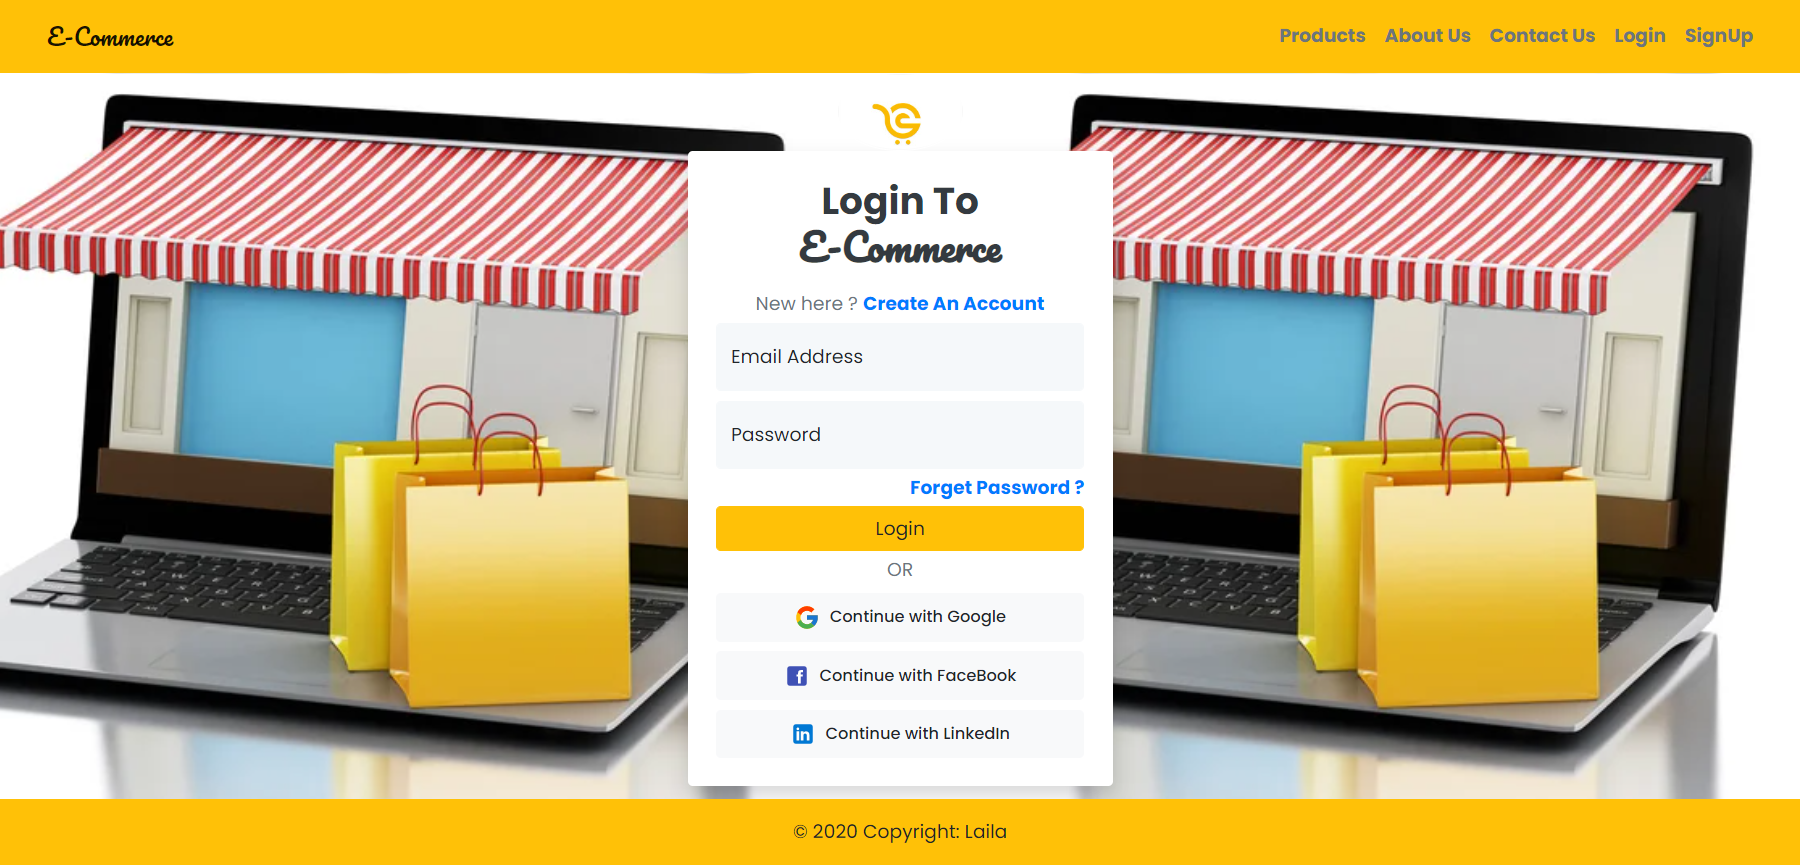 E-Commerce
Products About Us Contact Us Login SignUp
Login To
E-Commerce
New here ? Create An Account
Email Address
Password
Forget Password ?
Login
OR
Continue with Google
Continue with FaceBook
Continue with LinkedIn
© 2020 Copyright: Laila